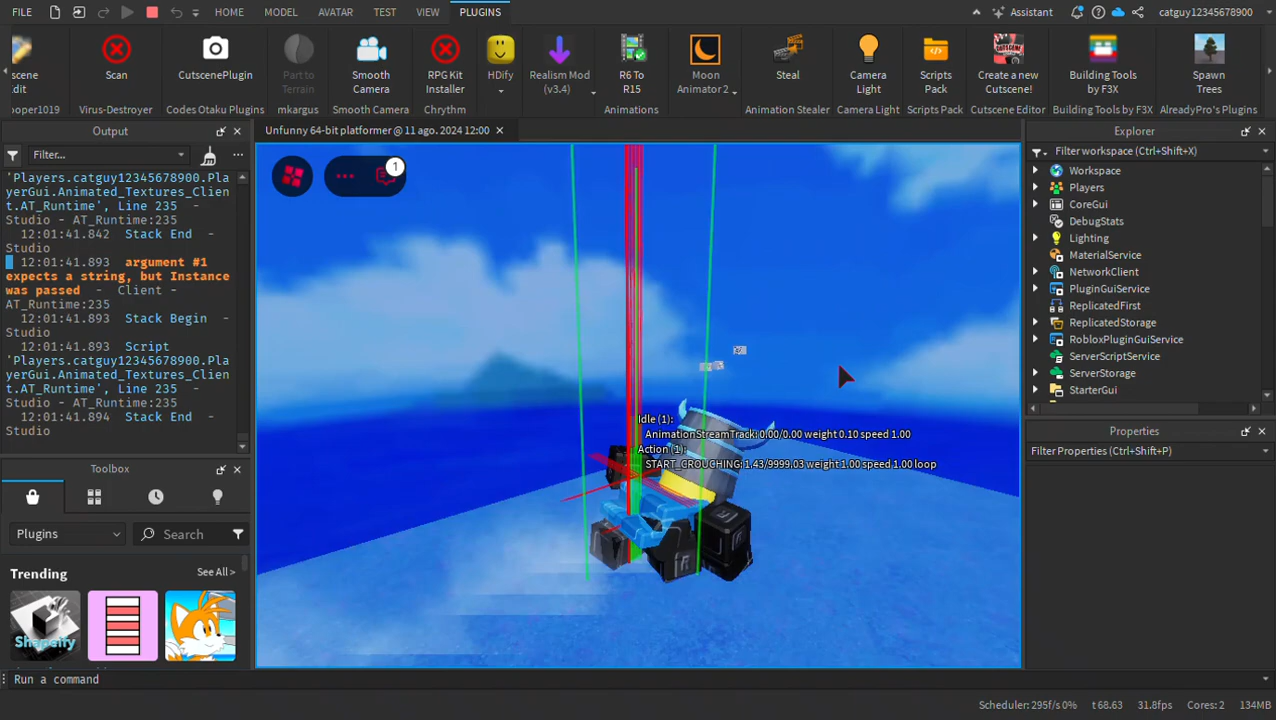 FILE
HOME
MODEL
AVATAR
TEST
VIEW
PLUGINS
Assistant
catguy12345678900
scene
dit
ooper1019
Scan
Virus-Destroyer
CutscenePlugin
Codes Otaku Plugins
Part to
Terrain
mkargus
Smooth
Camera
Smooth Camera
RPG Kit
Installer
Chrythm
HDify
Realism Mod
(v3.4)
R6 To
R15
Animations
Moon
Animator 2
Steal
Animation Stealer
Camera
Light
Camera Light
Scripts
Pack
Scripts Pack
Create a new
Cutscene!
Cutscene Editor
Building Tools
by F3X
Building Tools by F3X
Spawn
Trees
AlreadyPro's Plugins
Output
Filter...
'Players.catguy12345678900.Pla
yerGui.Animated_Textures_Clien
t.AT_Runtime', Line 235 -
Studio - AT_Runtime:235
12:01:41.842 Stack End -
Studio
12:01:41.893 argument #1
expects a string, but Instance
was passed - Client -
AT_Runtime:235
12:01:41.893 Stack Begin -
Studio
12:01:41.893 Script
'Players.catguy12345678900.Pla
yerGui.Animated_Textures_Clien
t.AT_Runtime', Line 235 -
Studio - AT_Runtime:235
12:01:41.894 Stack End -
Studio
Toolbox
Plugins
Search
Trending
See All >
Shapeify
Unfunny 64-bit platformer @ 11 ago. 2024 12:00
1
Idle (1):
AnimationStreamTrack: 0.00/0.00 weight 0.10 speed 1.00
Action (1):
START_CROUCHING: 1.43/9999.03 weight 1.00 speed 1.00 loop
Explorer
Filter workspace (Ctrl+Shift+X)
Workspace
Players
CoreGui
DebugStats
Lighting
MaterialService
NetworkClient
PluginGuiService
ReplicatedFirst
ReplicatedStorage
RobloxPluginGuiService
ServerScriptService
ServerStorage
StarterGui
Properties
Filter Properties (Ctrl+Shift+P)
Run a command
Scheduler: 295f/s 0%
t 68.63
31.8fps
Cores: 2
134MB